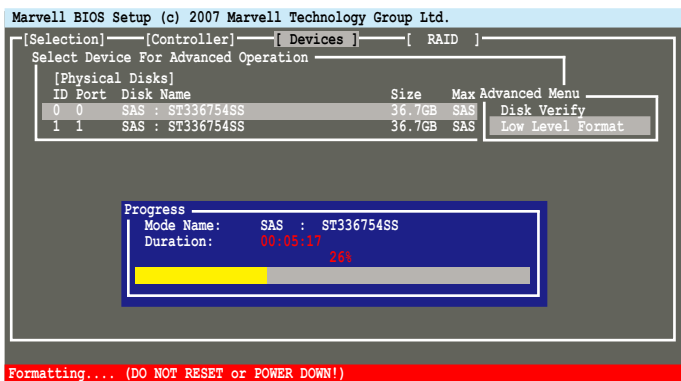 Marvell BIOS Setup (c) 2007 Marvell Technology Group Ltd.
[Selection] [Controller] [ Devices ] [ RAID ]
Select Device For Advanced Operation
[Physical Disks]
ID Port Disk Name Size Max
Advanced Menu
0 0 SAS : ST336754SS 36.7GB SAS
Disk Verify
1 1 SAS : ST336754SS 36.7GB SAS
Low Level Format
Progress
Mode Name: SAS : ST336754SS
Duration: 00:05:17
26%
Formatting.... (DO NOT RESET or POWER DOWN!)